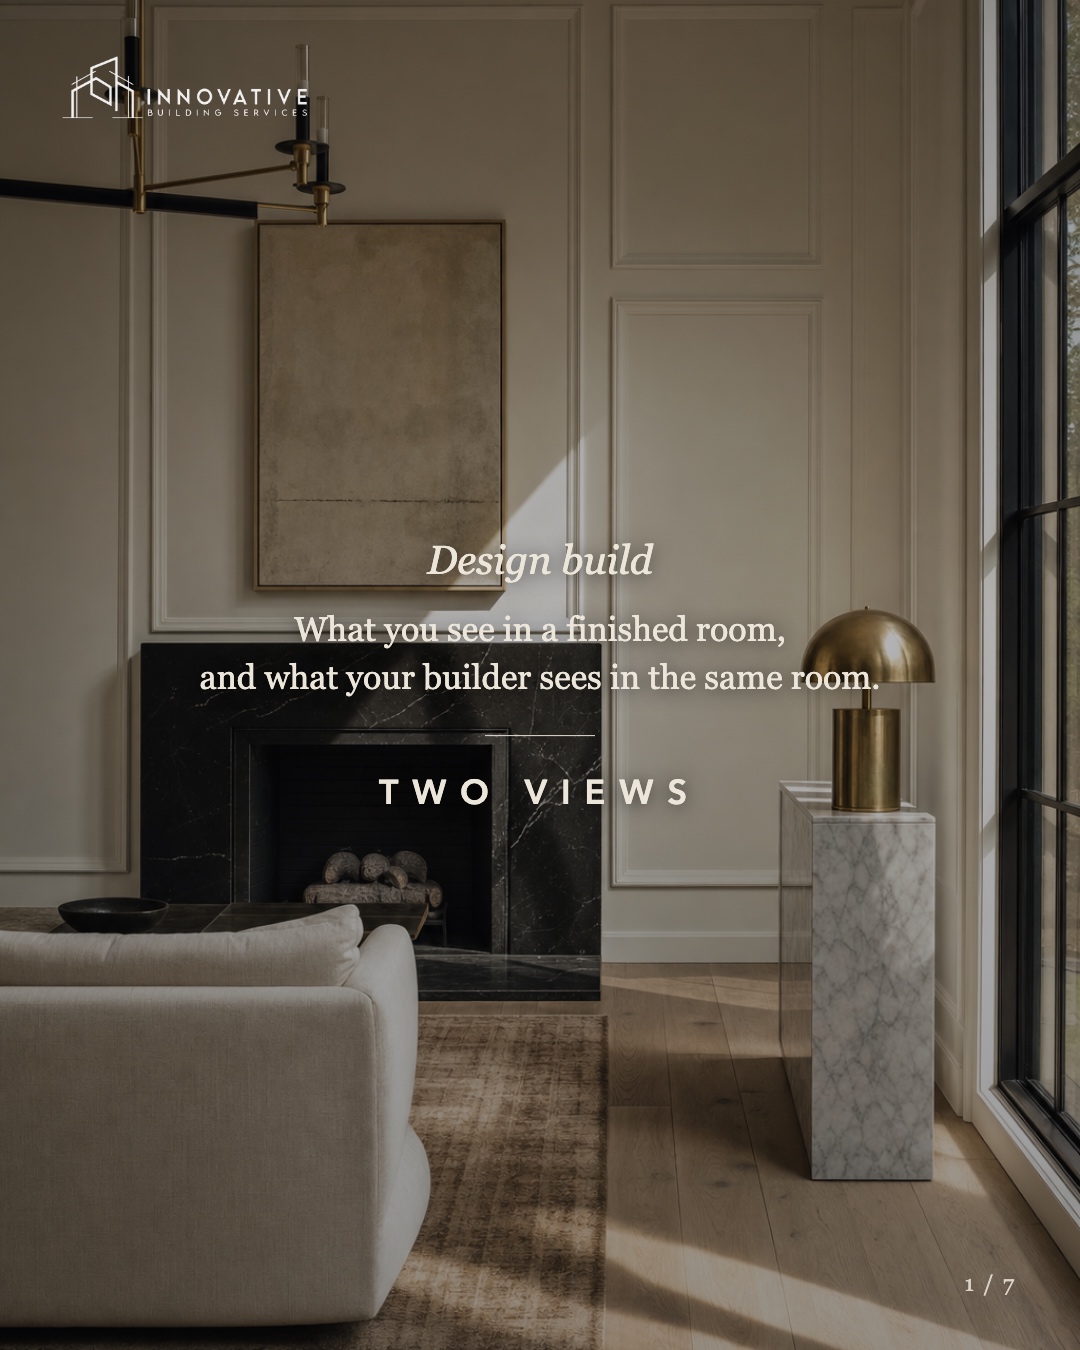 INNOVATIVE
BUILDING SERVICES
Design build
What you see in a finished room,
and what your builder sees in the same room.
TWO VIEWS
1 / 7